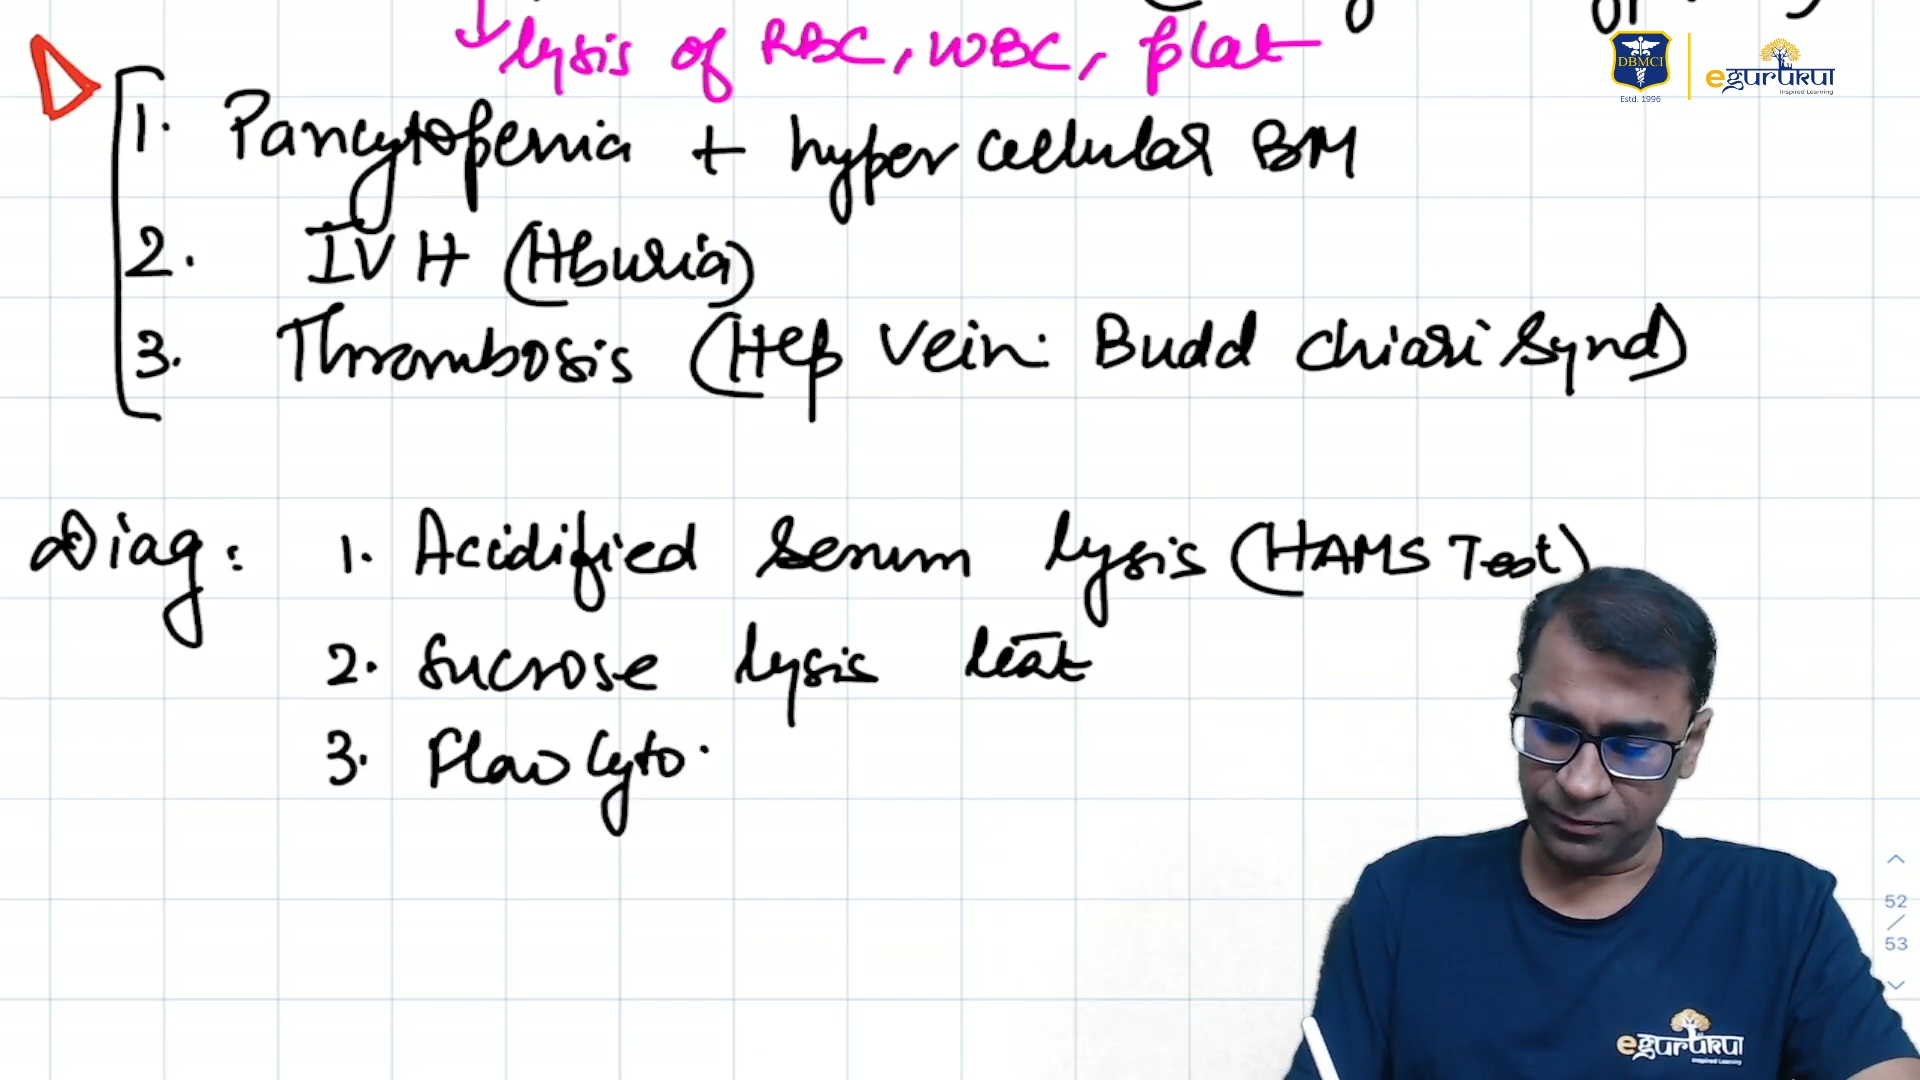 lysis of RBC, WBC, plat
DBMCI
Estd. 1996
egurukul
Inspired Learning
1. Pancytopenia + hypercellular BM
2. IVH (Hburia)
3. Thrombosis (Hep Vein: Budd Chiari Synd)
Diag: 1. Acidified Serum lysis (HAMS Test)
2. Sucrose lysis test
3. Flow Cyto.
52
/
53
egurukul
Inspired Learning